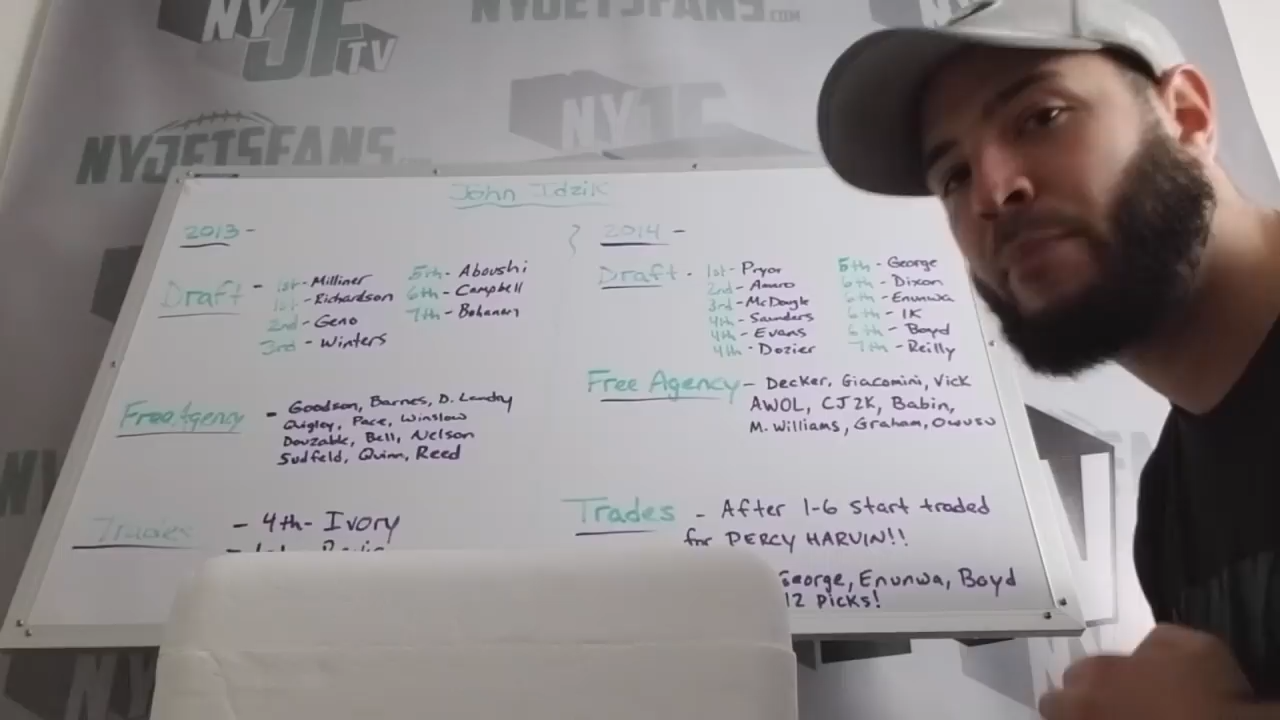 NY JF TV
NYJETSFANS.COM
NY
NYJETSFANS
NYJF
John Idzik
2013 -
Draft -
1st - Milliner
1st - Richardson
2nd - Geno
3rd - Winters
5th - Aboushi
6th - Campbell
7th - Bohanon
Free Agency -
Goodson, Barnes, D. Landry
Quigley, Pace, Winslow
Douzable, Bell, Nelson
Sudfeld, Quinn, Reed
Trades
- 4th - Ivory
2014 -
Draft -
1st - Pryor
2nd - Amaro
3rd - McDougle
4th - Saunders
4th - Evans
4th - Dozier
5th - George
6th - Dixon
6th - Enunwa
6th - IK
6th - Boyd
7th - Reilly
Free Agency - Decker, Giacomini, Vick
AWOL, CJ2K, Babin,
M. Williams, Graham, Owusu
Trades - After 1-6 start traded
for PERCY HARVIN!!
George, Enunwa, Boyd
12 Picks!
NY